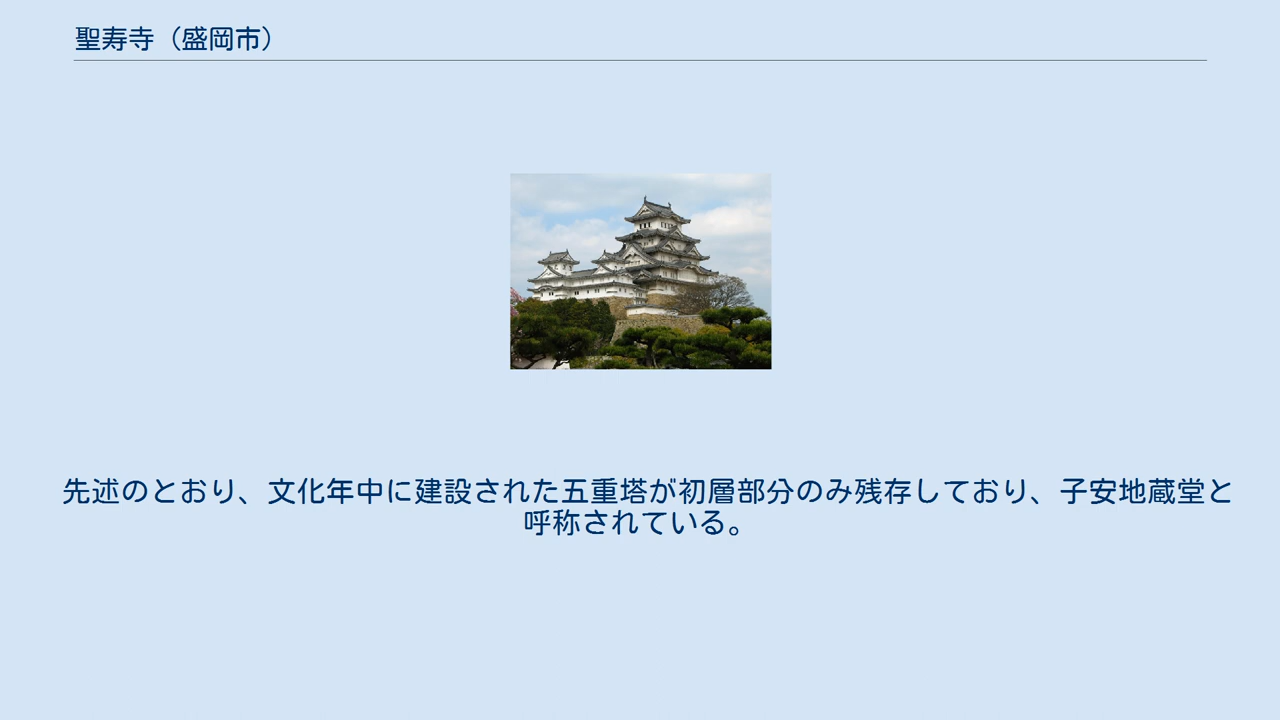 聖寿寺（盛岡市）
先述のとおり、文化年中に建設された五重塔が初層部分のみ残存しており、子安地蔵堂と
呼称されている。